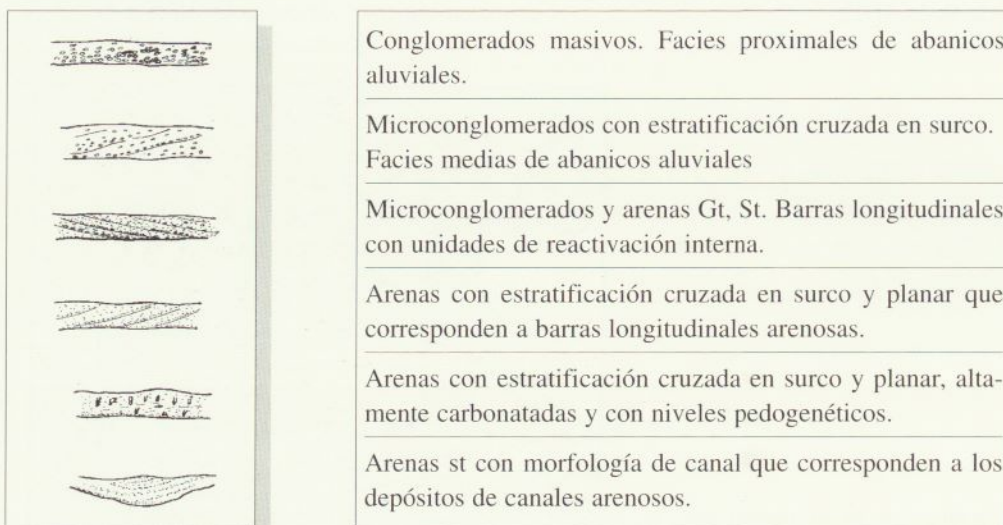 Conglomerados masivos. Facies proximales de abanicos
aluviales.
Microconglomerados con estratificación cruzada en surco.
Facies medias de abanicos aluviales
Microconglomerados y arenas Gt, St. Barras longitudinales
con unidades de reactivación interna.
Arenas con estratificación cruzada en surco y planar que
corresponden a barras longitudinales arenosas.
Arenas con estratificación cruzada en surco y planar, alta-
mente carbonatadas y con niveles pedogenéticos.
Arenas st con morfología de canal que corresponden a los
depósitos de canales arenosos.